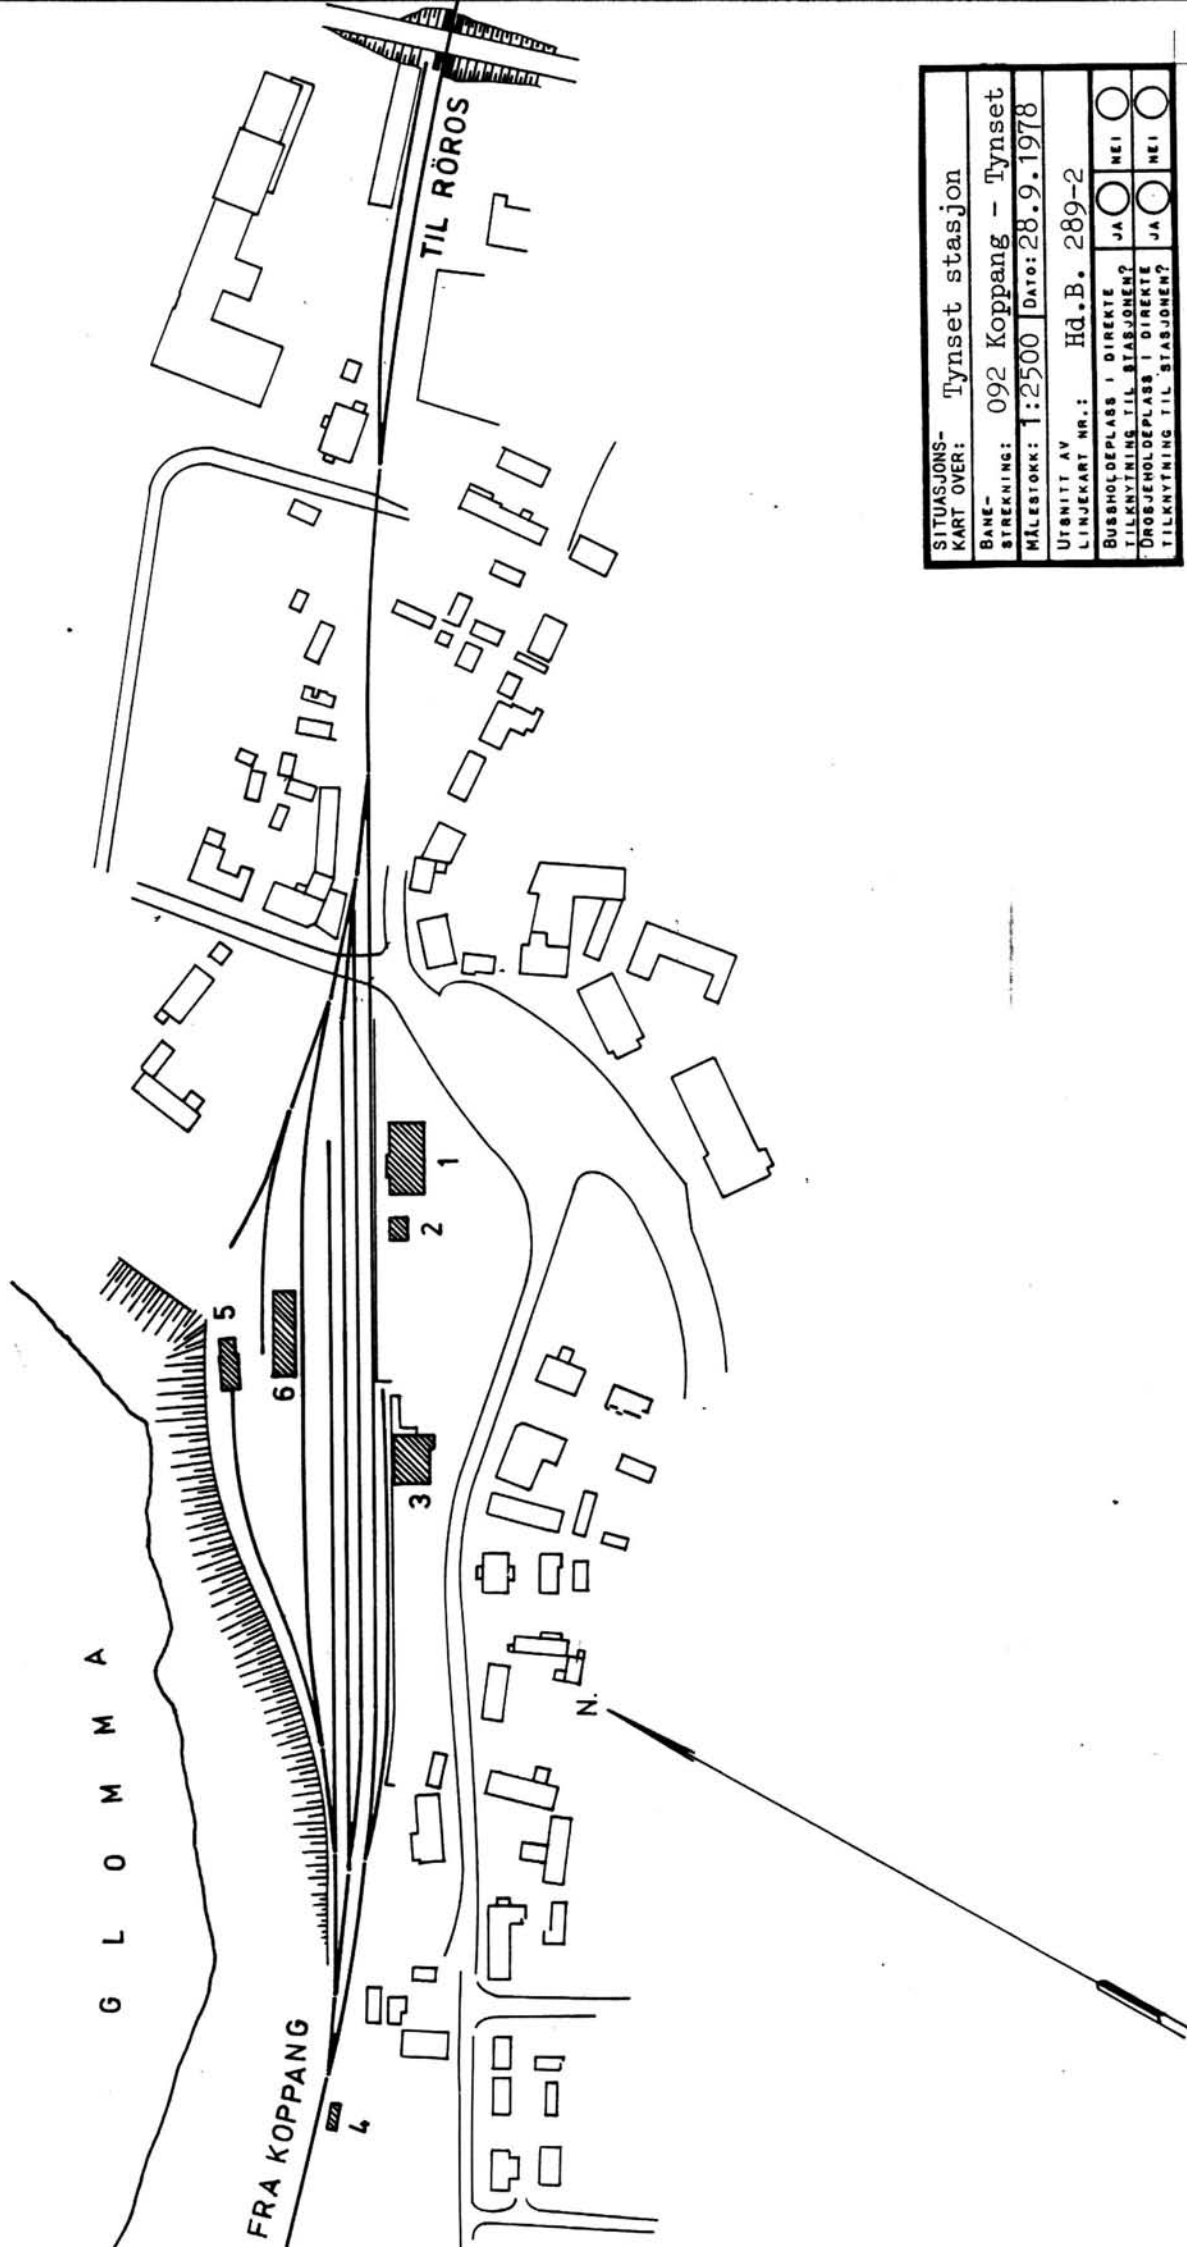 SITUASJONS-
KART OVER: Tynset stasjon
BANE-
STREKNING: 092 Koppang - Tynset
MÅLESTOKK: 1:2500 DATO: 28.9.1978
UTSNITT AV
LINJEKART NR.: Hd.B. 289-2
BUSSHOLDEPLASS I DIREKTE
TILKNYTNING TIL STASJONEN? JA NEI
DROSJEHOLDEPLASS I DIREKTE
TILKNYTNING TIL STASJONEN? JA NEI
GLOMMA
FRA KOPPANG
TIL RÖROS
4
3
6
5
2
1
N.